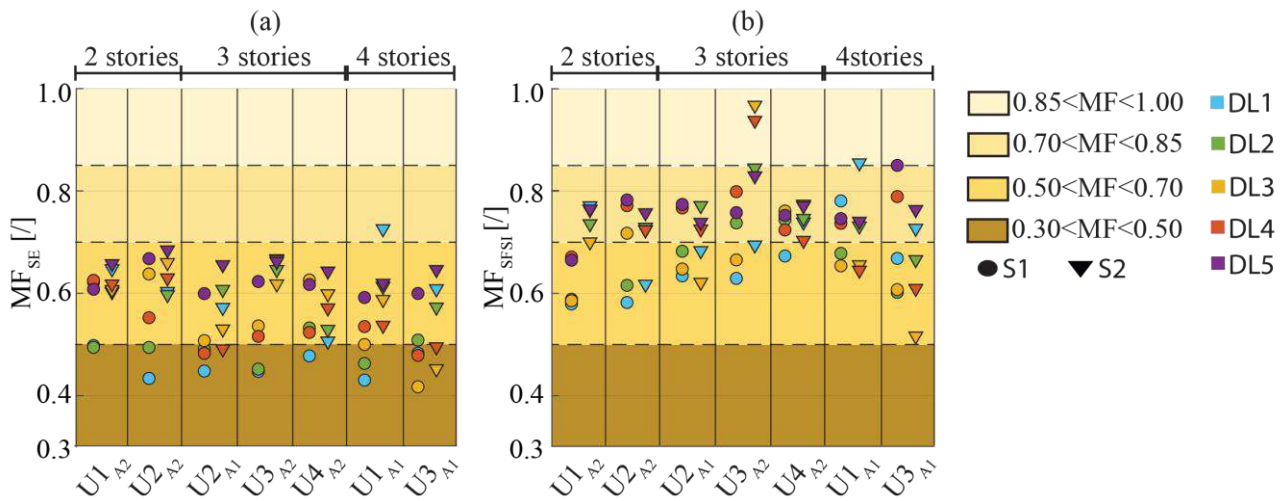 (a)
2 stories 3 stories 4 stories
1.0
0.8
0.6
0.4
0.3
MF SE [/]
U1 A2 U2 A2 U2 A1 U3 A2 U4 A2 U1 A1 U3 A1
(b)
2 stories 3 stories 4stories
1.0
0.8
0.6
0.4
0.3
MF SFSI [/]
U1 A2 U2 A2 U2 A1 U3 A2 U4 A2 U1 A1 U3 A1
0.85<MF<1.00
0.70<MF<0.85
0.50<MF<0.70
0.30<MF<0.50
S1 S2
DL1
DL2
DL3
DL4
DL5